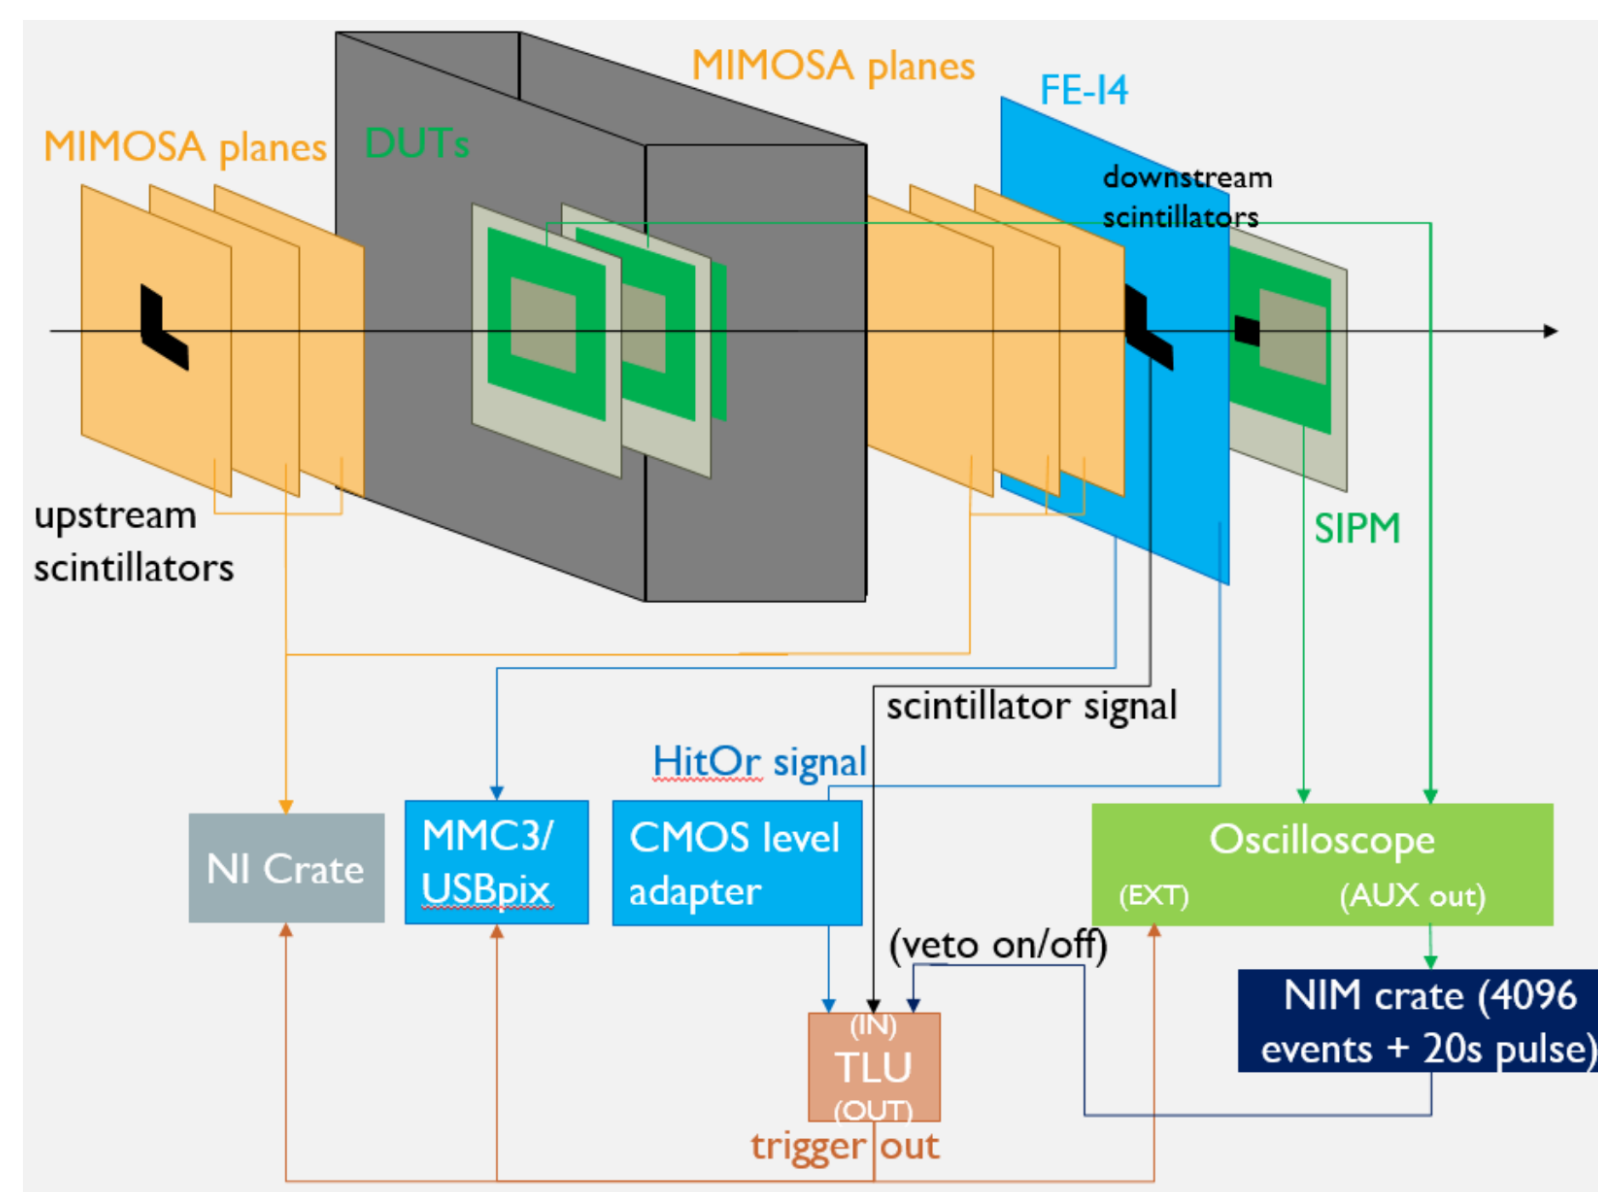 MIMOSA planes
FE-I4
MIMOSA planes
DUTs
downstream
scintillators
upstream
scintillators
SIPM
scintillator signal
HitOr signal
NI Crate
MMC3/
USBpix
CMOS level
adapter
Oscilloscope
(EXT)
(AUX out)
(veto on/off)
NIM crate (4096
events + 20s pulse)
(IN)
TLU
(OUT)
trigger out